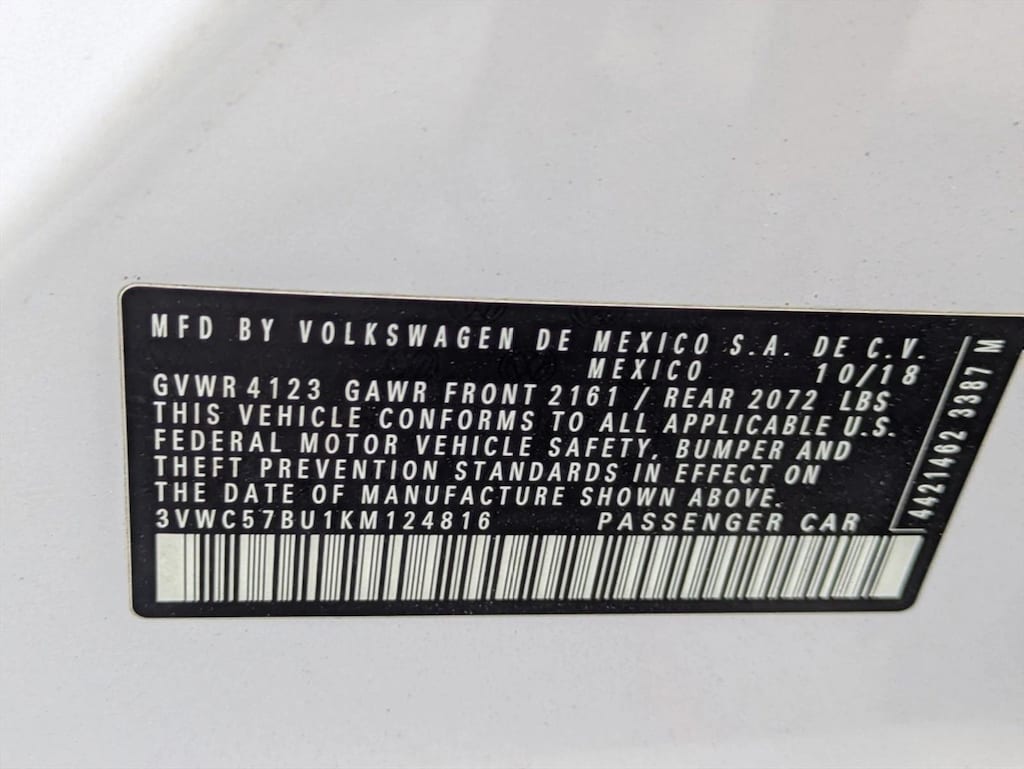 MFD BY VOLKSWAGEN DE MEXICO S.A. DE C.V.
MEXICO 10/18
GVWR 4123 GAWR FRONT 2161 / REAR 2072 LBS
THIS VEHICLE CONFORMS TO ALL APPLICABLE U.S.
FEDERAL MOTOR VEHICLE SAFETY, BUMPER AND
THEFT PREVENTION STANDARDS IN EFFECT ON
THE DATE OF MANUFACTURE SHOWN ABOVE.
3VWC57BU1KM124816 PASSENGER CAR
4421462 3387 M